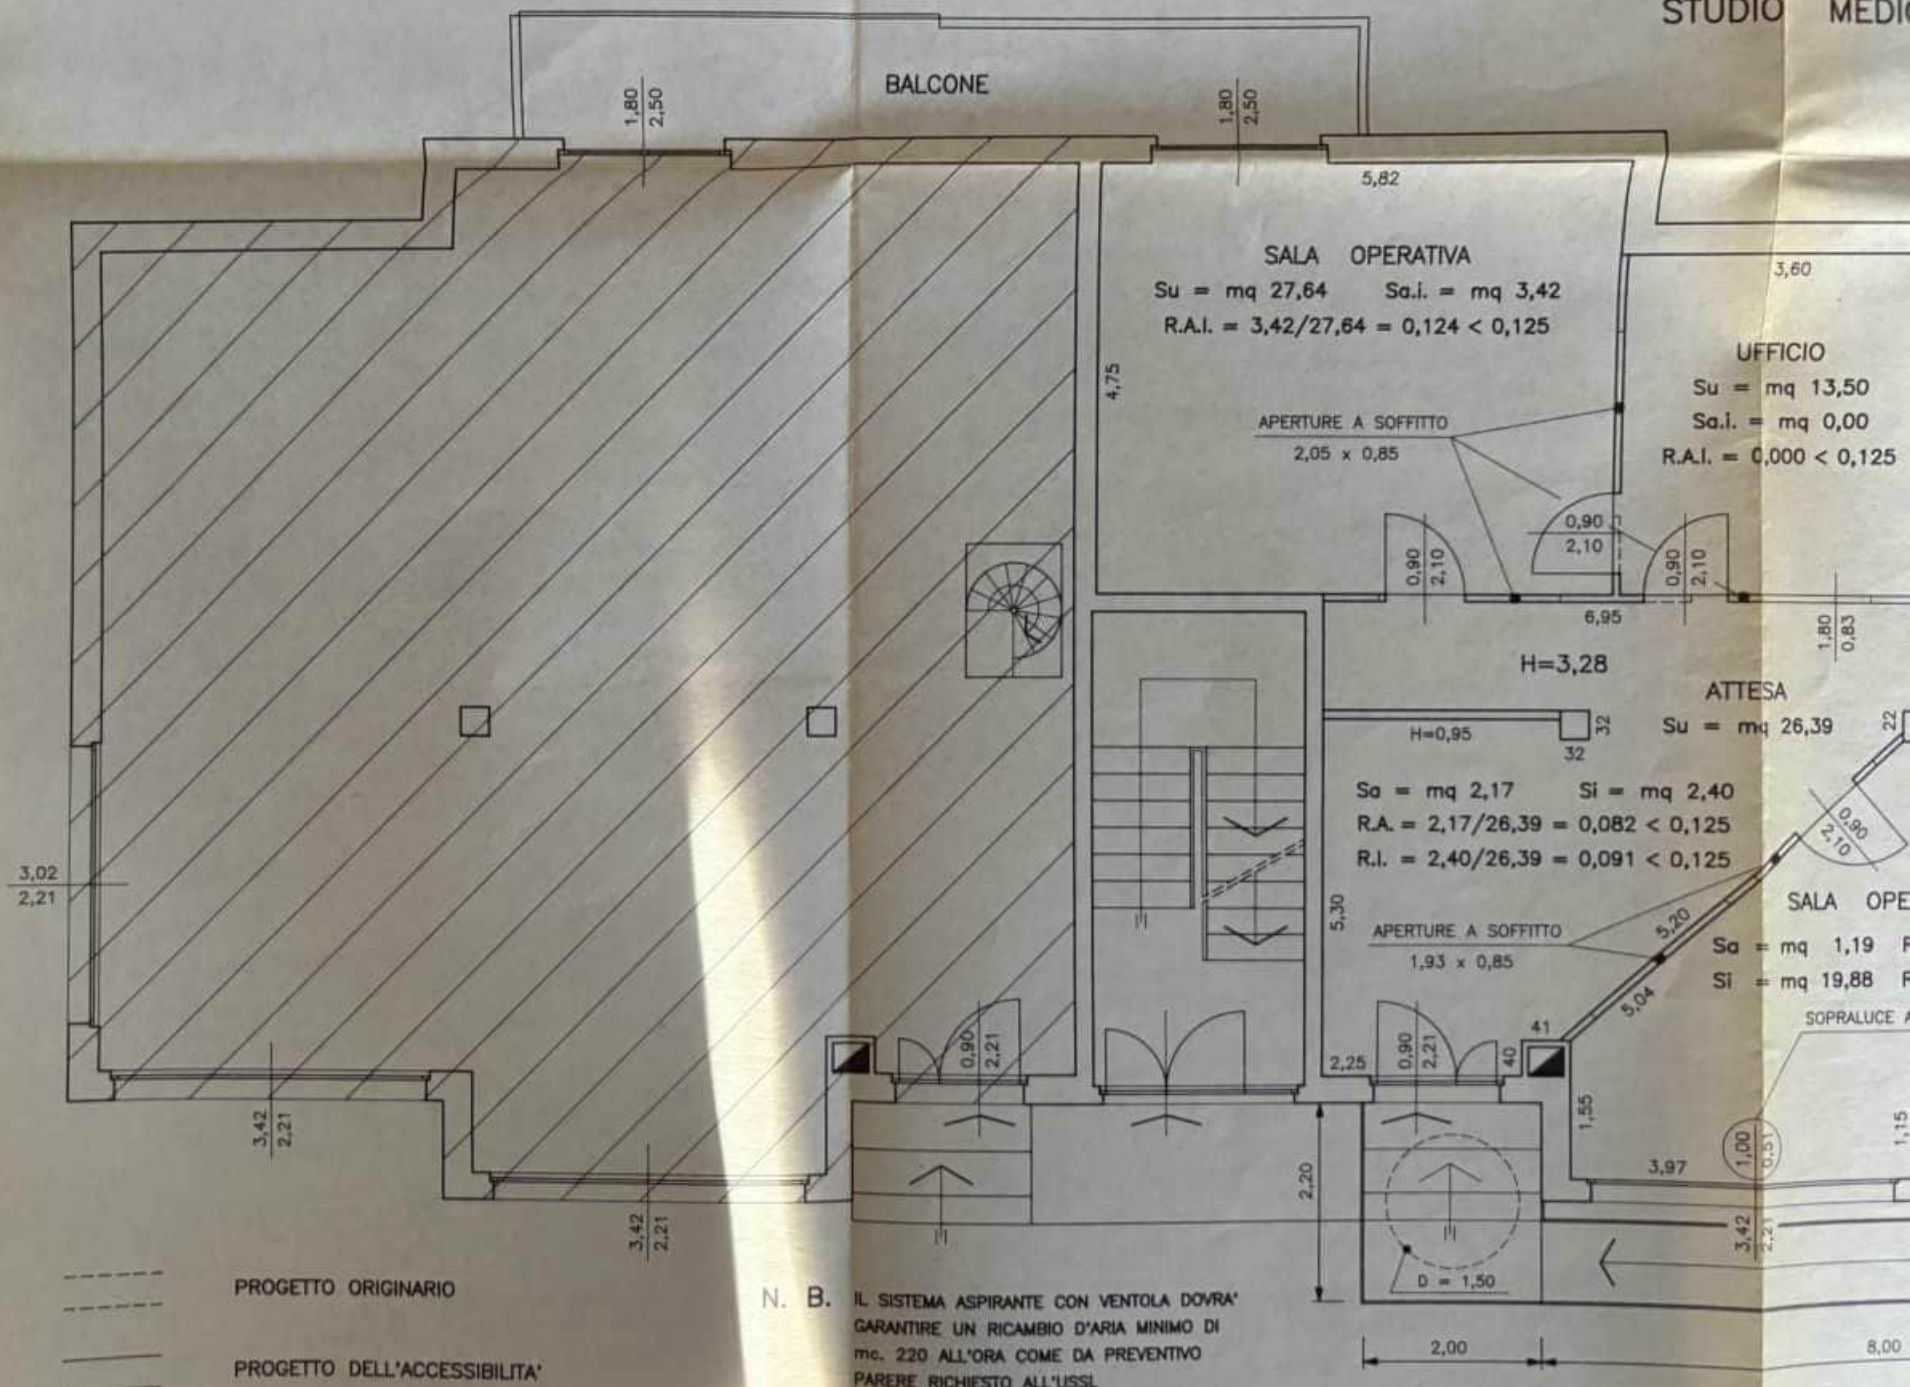 STUDIO
BALCONE
1,80
2,50
1,80
2,50
5,82
SALA OPERATIVA
Su = mq 27,64 Sa.i. = mq 3,42
R.A.I. = 3,42/27,64 = 0,124 < 0,125
3,60
UFFICIO
Su = mq 13,50
Sa.i. = mq 0,00
R.A.I. = 0,000 < 0,125
4,75
APERTURE A SOFFITTO
2,05 x 0,85
0,90
2,10
0,90
2,10
0,90
2,10
6,95
1,80
0,83
H=3,28
ATTESA
Su = mq 26,39
H=0,95
32
32
22
Sa = mq 2,17 Si = mq 2,40
R.A. = 2,17/26,39 = 0,082 < 0,125
R.I. = 2,40/26,39 = 0,091 < 0,125
0,90
2,10
3,02
2,21
5,30
APERTURE A SOFFITTO
1,93 x 0,85
5,20
5,04
SALA OPE
Sa = mq 1,19 R
Si = mq 19,88 R
SOPRALUCE A
41
40
0,90
2,21
2,25
0,90
2,21
1,55
1,15
1,00
0,51
3,97
3,42
2,21
3,42
2,21
3,42
2,21
2,20
D = 1,50
2,00
8,00
PROGETTO ORIGINARIO
PROGETTO DELL'ACCESSIBILITA'
N. B. IL SISTEMA ASPIRANTE CON VENTOLA DOVRA'
GARANTIRE UN RICAMBIO D'ARIA MINIMO DI
mc. 220 ALL'ORA COME DA PREVENTIVO
PARERE RICHIESTO ALL'USSL